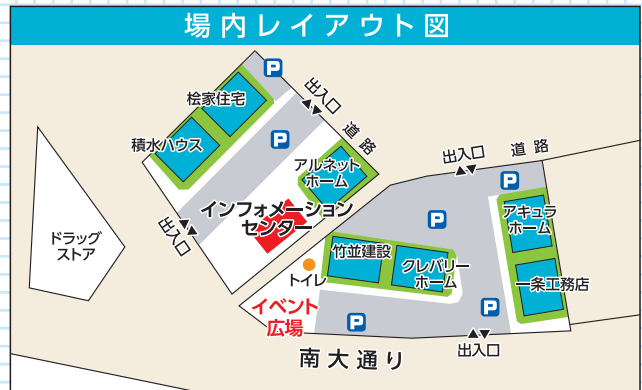 場内レイアウト図
P
出入口
桧家住宅
P
道路
積水ハウス
アルネット
ホーム
出入口
道路
P
インフォメーション
センター
出入口
P
アキュラ
ホーム
ドラッグ
ストア
竹並建設
クレバリー
ホーム
トイレ
一条工務店
イベント
広場
P
P
出入口
南大通り